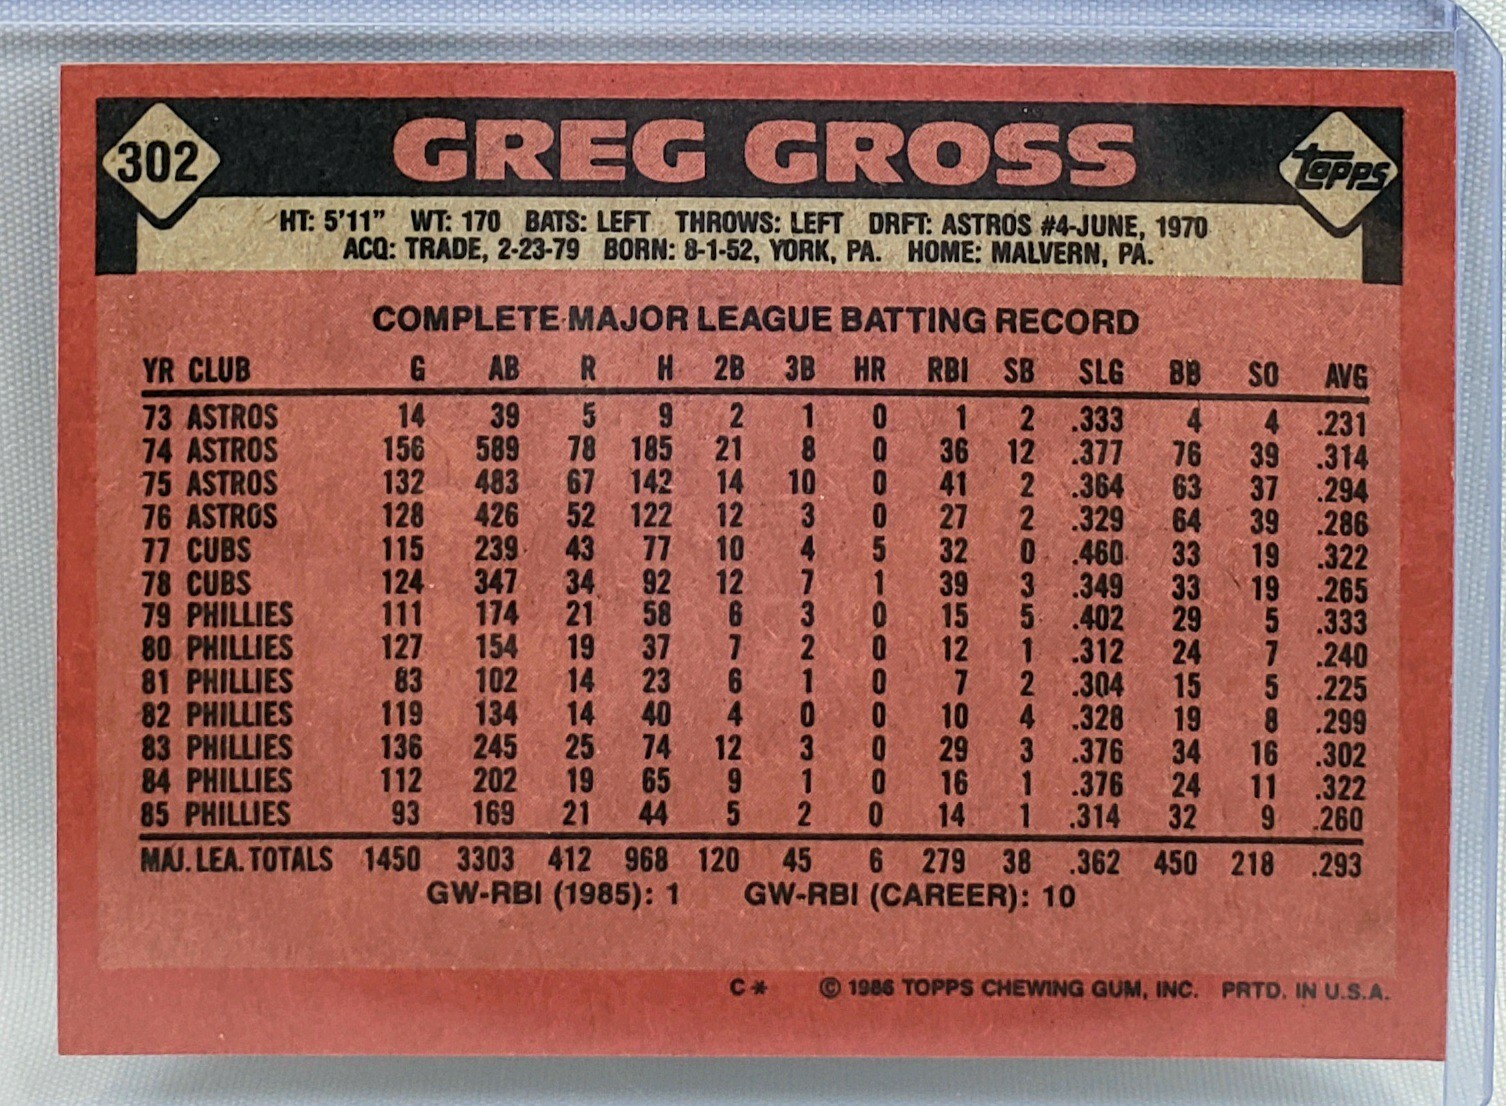 302 GREG GROSS topps
HT: 5'11" WT: 170 BATS: LEFT THROWS: LEFT DRFT: ASTROS #4-JUNE, 1970
ACQ: TRADE, 2-23-79 BORN: 8-1-52, YORK, PA. HOME: MALVERN, PA.
COMPLETE MAJOR LEAGUE BATTING RECORD
YR CLUB G AB R H 2B 3B HR RBI SB SLG BB SO AVG
73 ASTROS 14 39 5 9 2 1 0 1 2 .333 4 4 .231
74 ASTROS 156 589 78 185 21 8 0 36 12 .377 76 39 .314
75 ASTROS 132 483 67 142 14 10 0 41 2 .364 63 37 .294
76 ASTROS 128 426 52 122 12 3 0 27 2 .329 64 39 .286
77 CUBS 115 239 43 77 10 4 5 32 0 .460 33 19 .322
78 CUBS 124 347 34 92 12 7 1 39 3 .349 33 19 .265
79 PHILLIES 111 174 21 58 6 3 0 15 5 .402 29 5 .333
80 PHILLIES 127 154 19 37 7 2 0 12 1 .312 24 7 .240
81 PHILLIES 83 102 14 23 6 1 0 7 2 .304 15 5 .225
82 PHILLIES 119 134 14 40 4 0 0 10 4 .328 19 8 .299
83 PHILLIES 136 245 25 74 12 3 0 29 3 .376 34 16 .302
84 PHILLIES 112 202 19 65 9 1 0 16 1 .376 24 11 .322
85 PHILLIES 93 169 21 44 5 2 0 14 1 .314 32 9 .260
MAJ. LEA. TOTALS 1450 3303 412 968 120 45 6 279 38 .362 450 218 .293
GW-RBI (1985): 1 GW-RBI (CAREER): 10
C* © 1986 TOPPS CHEWING GUM, INC. PRTD. IN U.S.A.